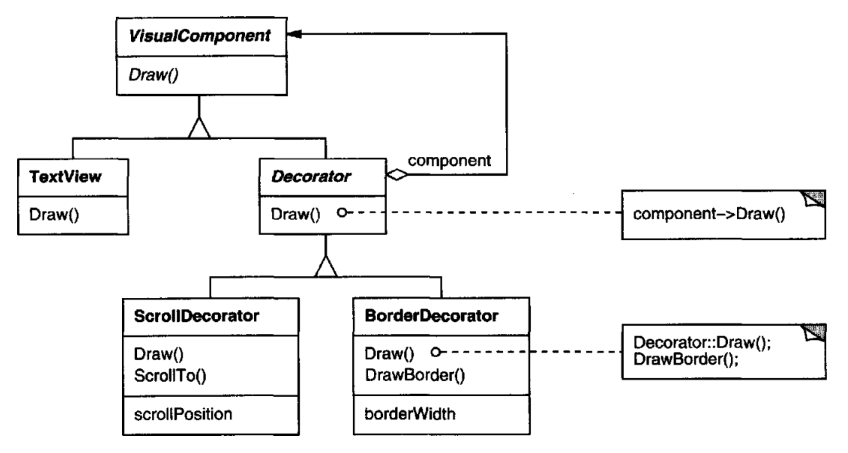 VisualComponent
Draw()
TextView
Draw()
Decorator
Draw()
component
component->Draw()
ScrollDecorator
Draw()
ScrollTo()
scrollPosition
BorderDecorator
Draw()
DrawBorder()
borderWidth
Decorator::Draw();
DrawBorder();